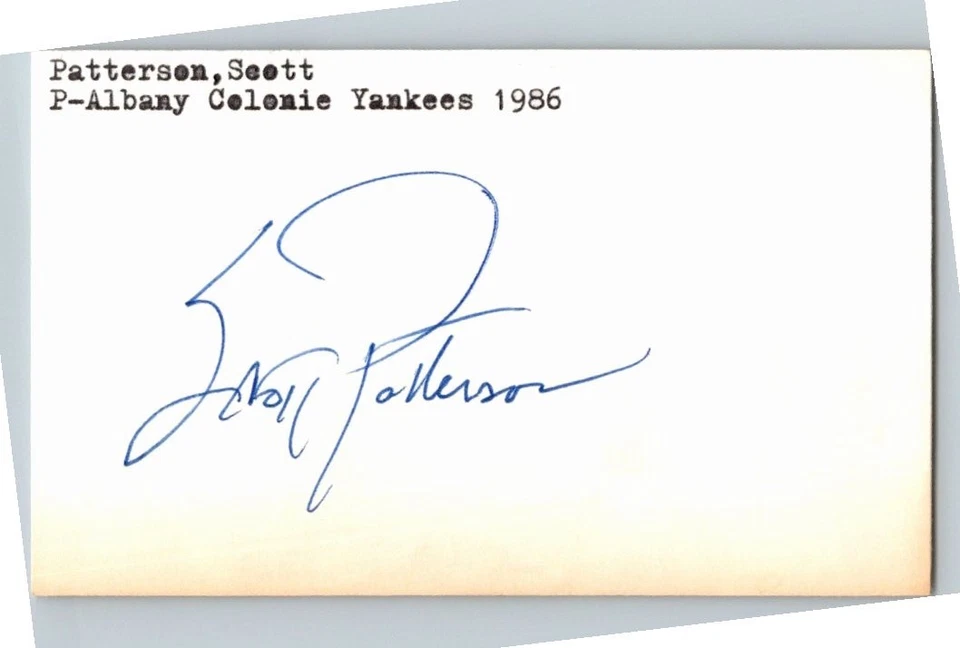 Patterson,Scott
P-Albany Colonie Yankees 1986
Scott Patterson